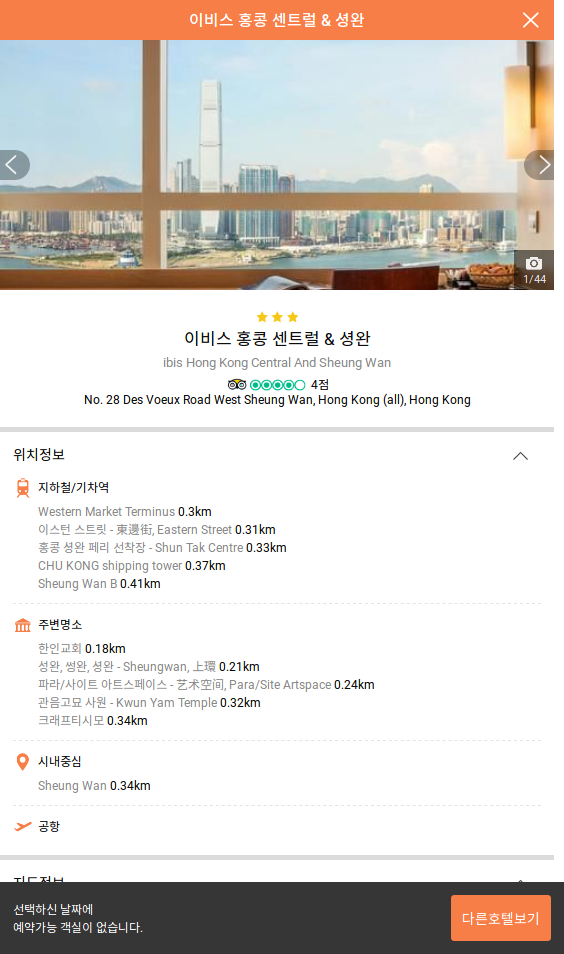 이비스 홍콩 센트럴 & 셩완
1/44
이비스 홍콩 센트럴 & 셩완
ibis Hong Kong Central And Sheung Wan
4점
No. 28 Des Voeux Road West Sheung Wan, Hong Kong (all), Hong Kong
위치정보
지하철/기차역
Western Market Terminus 0.3km
이스턴 스트릿 - 東邊街, Eastern Street 0.31km
홍콩 셩완 페리 선착장 - Shun Tak Centre 0.33km
CHU KONG shipping tower 0.37km
Sheung Wan B 0.41km
주변명소
한인교회 0.18km
성완, 썽완, 셩완 - Sheungwan, 上環 0.21km
파라/사이트 아트스페이스 - 艺术空间, Para/Site Artspace 0.24km
관음고묘 사원 - Kwun Yam Temple 0.32km
크래프티시모 0.34km
시내중심
Sheung Wan 0.34km
공항
지도정보
선택하신 날짜에
예약가능 객실이 없습니다.
다른호텔보기